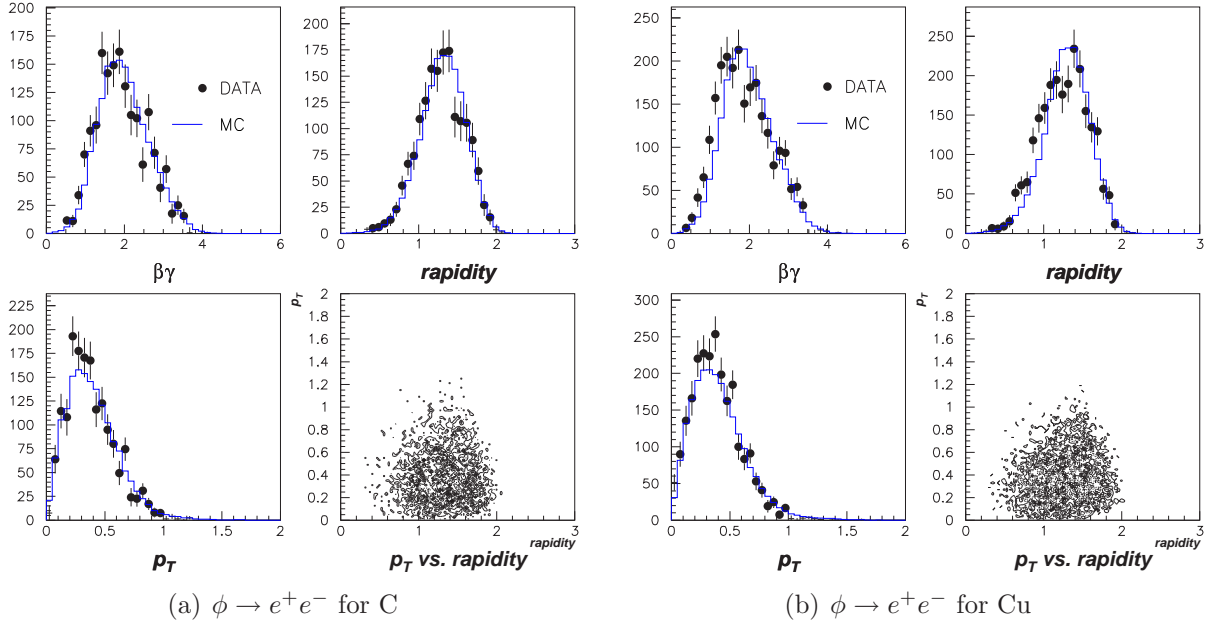 200
175
150
125
100
75
50
25
0
0 2 4 6
DATA
MC
βγ
200
175
150
125
100
75
50
25
0
0 1 2 3
rapidity
250
200
150
100
50
0
0 2 4 6
DATA
MC
βγ
250
200
150
100
50
0
0 1 2 3
rapidity
225
200
175
150
125
100
75
50
25
0
0 0.5 1 1.5 2
p_T
p_T
2
1.8
1.6
1.4
1.2
1
0.8
0.6
0.4
0.2
0
0 1 2 3
rapidity
p_T vs. rapidity
300
250
200
150
100
50
0
0 0.5 1 1.5 2
p_T
p_T
2
1.8
1.6
1.4
1.2
1
0.8
0.6
0.4
0.2
0
0 1 2 3
rapidity
p_T vs. rapidity
(a) ϕ → e⁺e⁻ for C
(b) ϕ → e⁺e⁻ for Cu